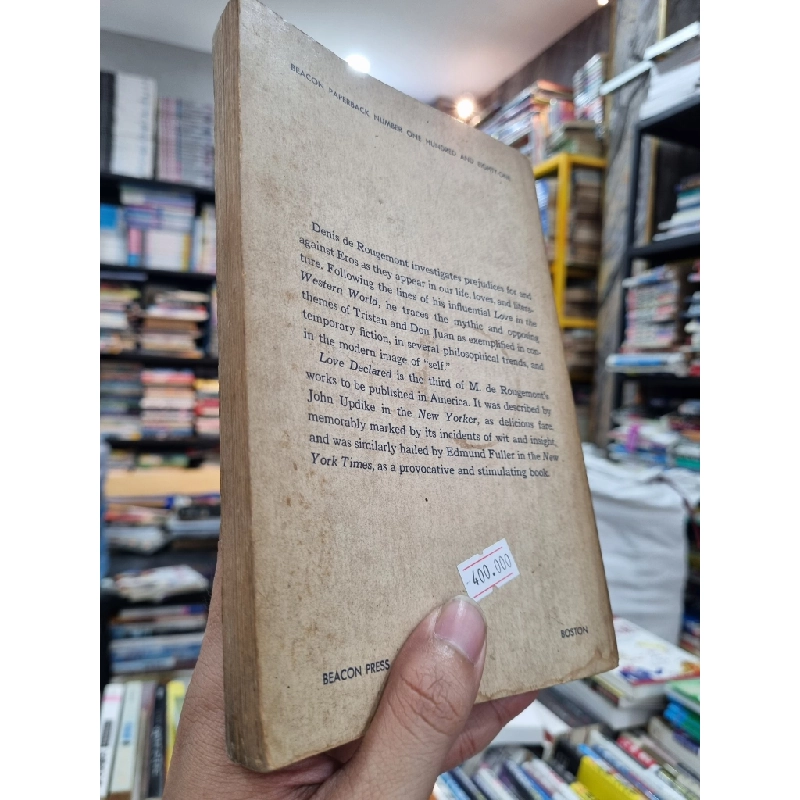 BEACON PAPERBACK NUMBER ONE HUNDRED AND EIGHTY-ONE
Denis de Rougemont investigates prejudices for and
against Eros as they appear in our life, loves, and litera-
ture. Following the lines of his influential Love in the
Western World, he traces the mythic and opposing
themes of Tristan and Don Juan as exemplified in con-
temporary fiction, in several philosophical trends, and
in the modern image of "self."
Love Declared is the third of M. de Rougemont's
works to be published in America. It was described by
John Updike in the New Yorker, as delicious fare,
memorably marked by its incidents of wit and insight,
and was similarly hailed by Edmund Fuller in the New
York Times, as a provocative and stimulating book.
400.000
BEACON PRESS BOSTON